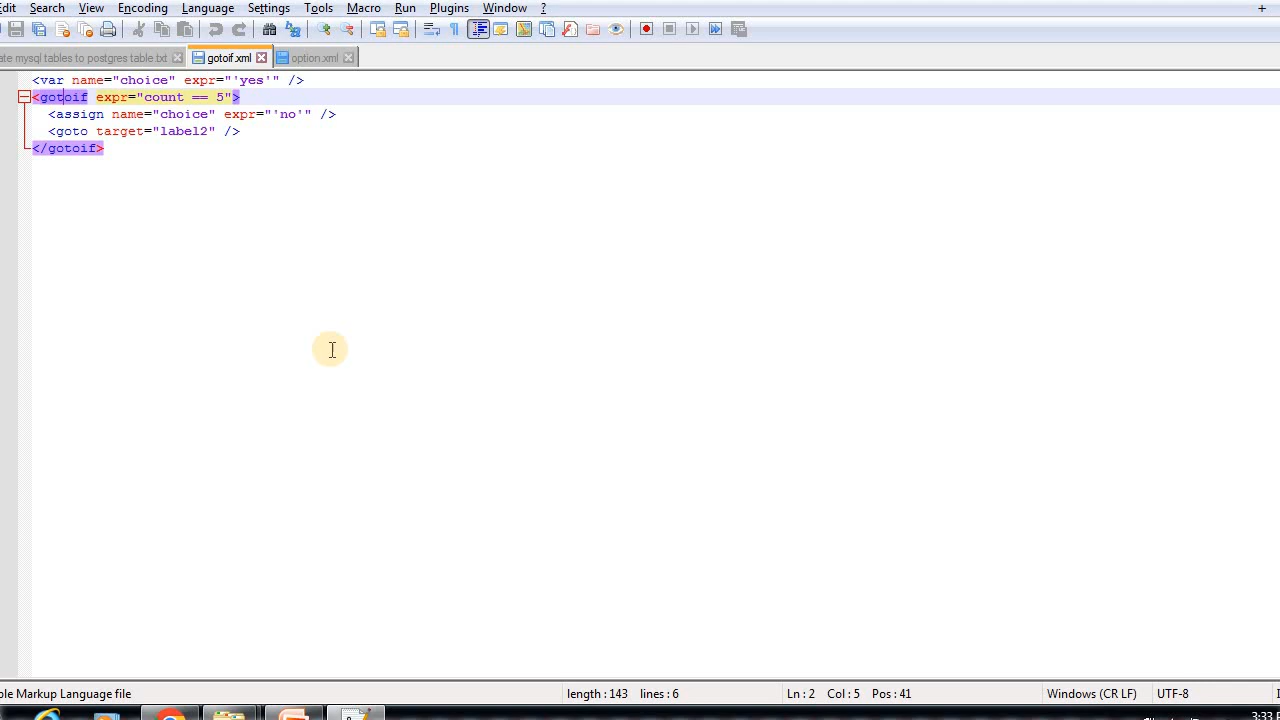 Edit Search View Encoding Language Settings Tools Macro Run Plugins Window ? +
ate mysql tables to postgres table.txt gotoif.xml option.xml
<var name="choice" expr="'yes'" />
<gotoif expr="count == 5">
<assign name="choice" expr="'no'" />
<goto target="label2" />
</gotoif>
ole Markup Language file length : 143 lines : 6 Ln : 2 Col : 5 Pos : 41 Windows (CR LF) UTF-8